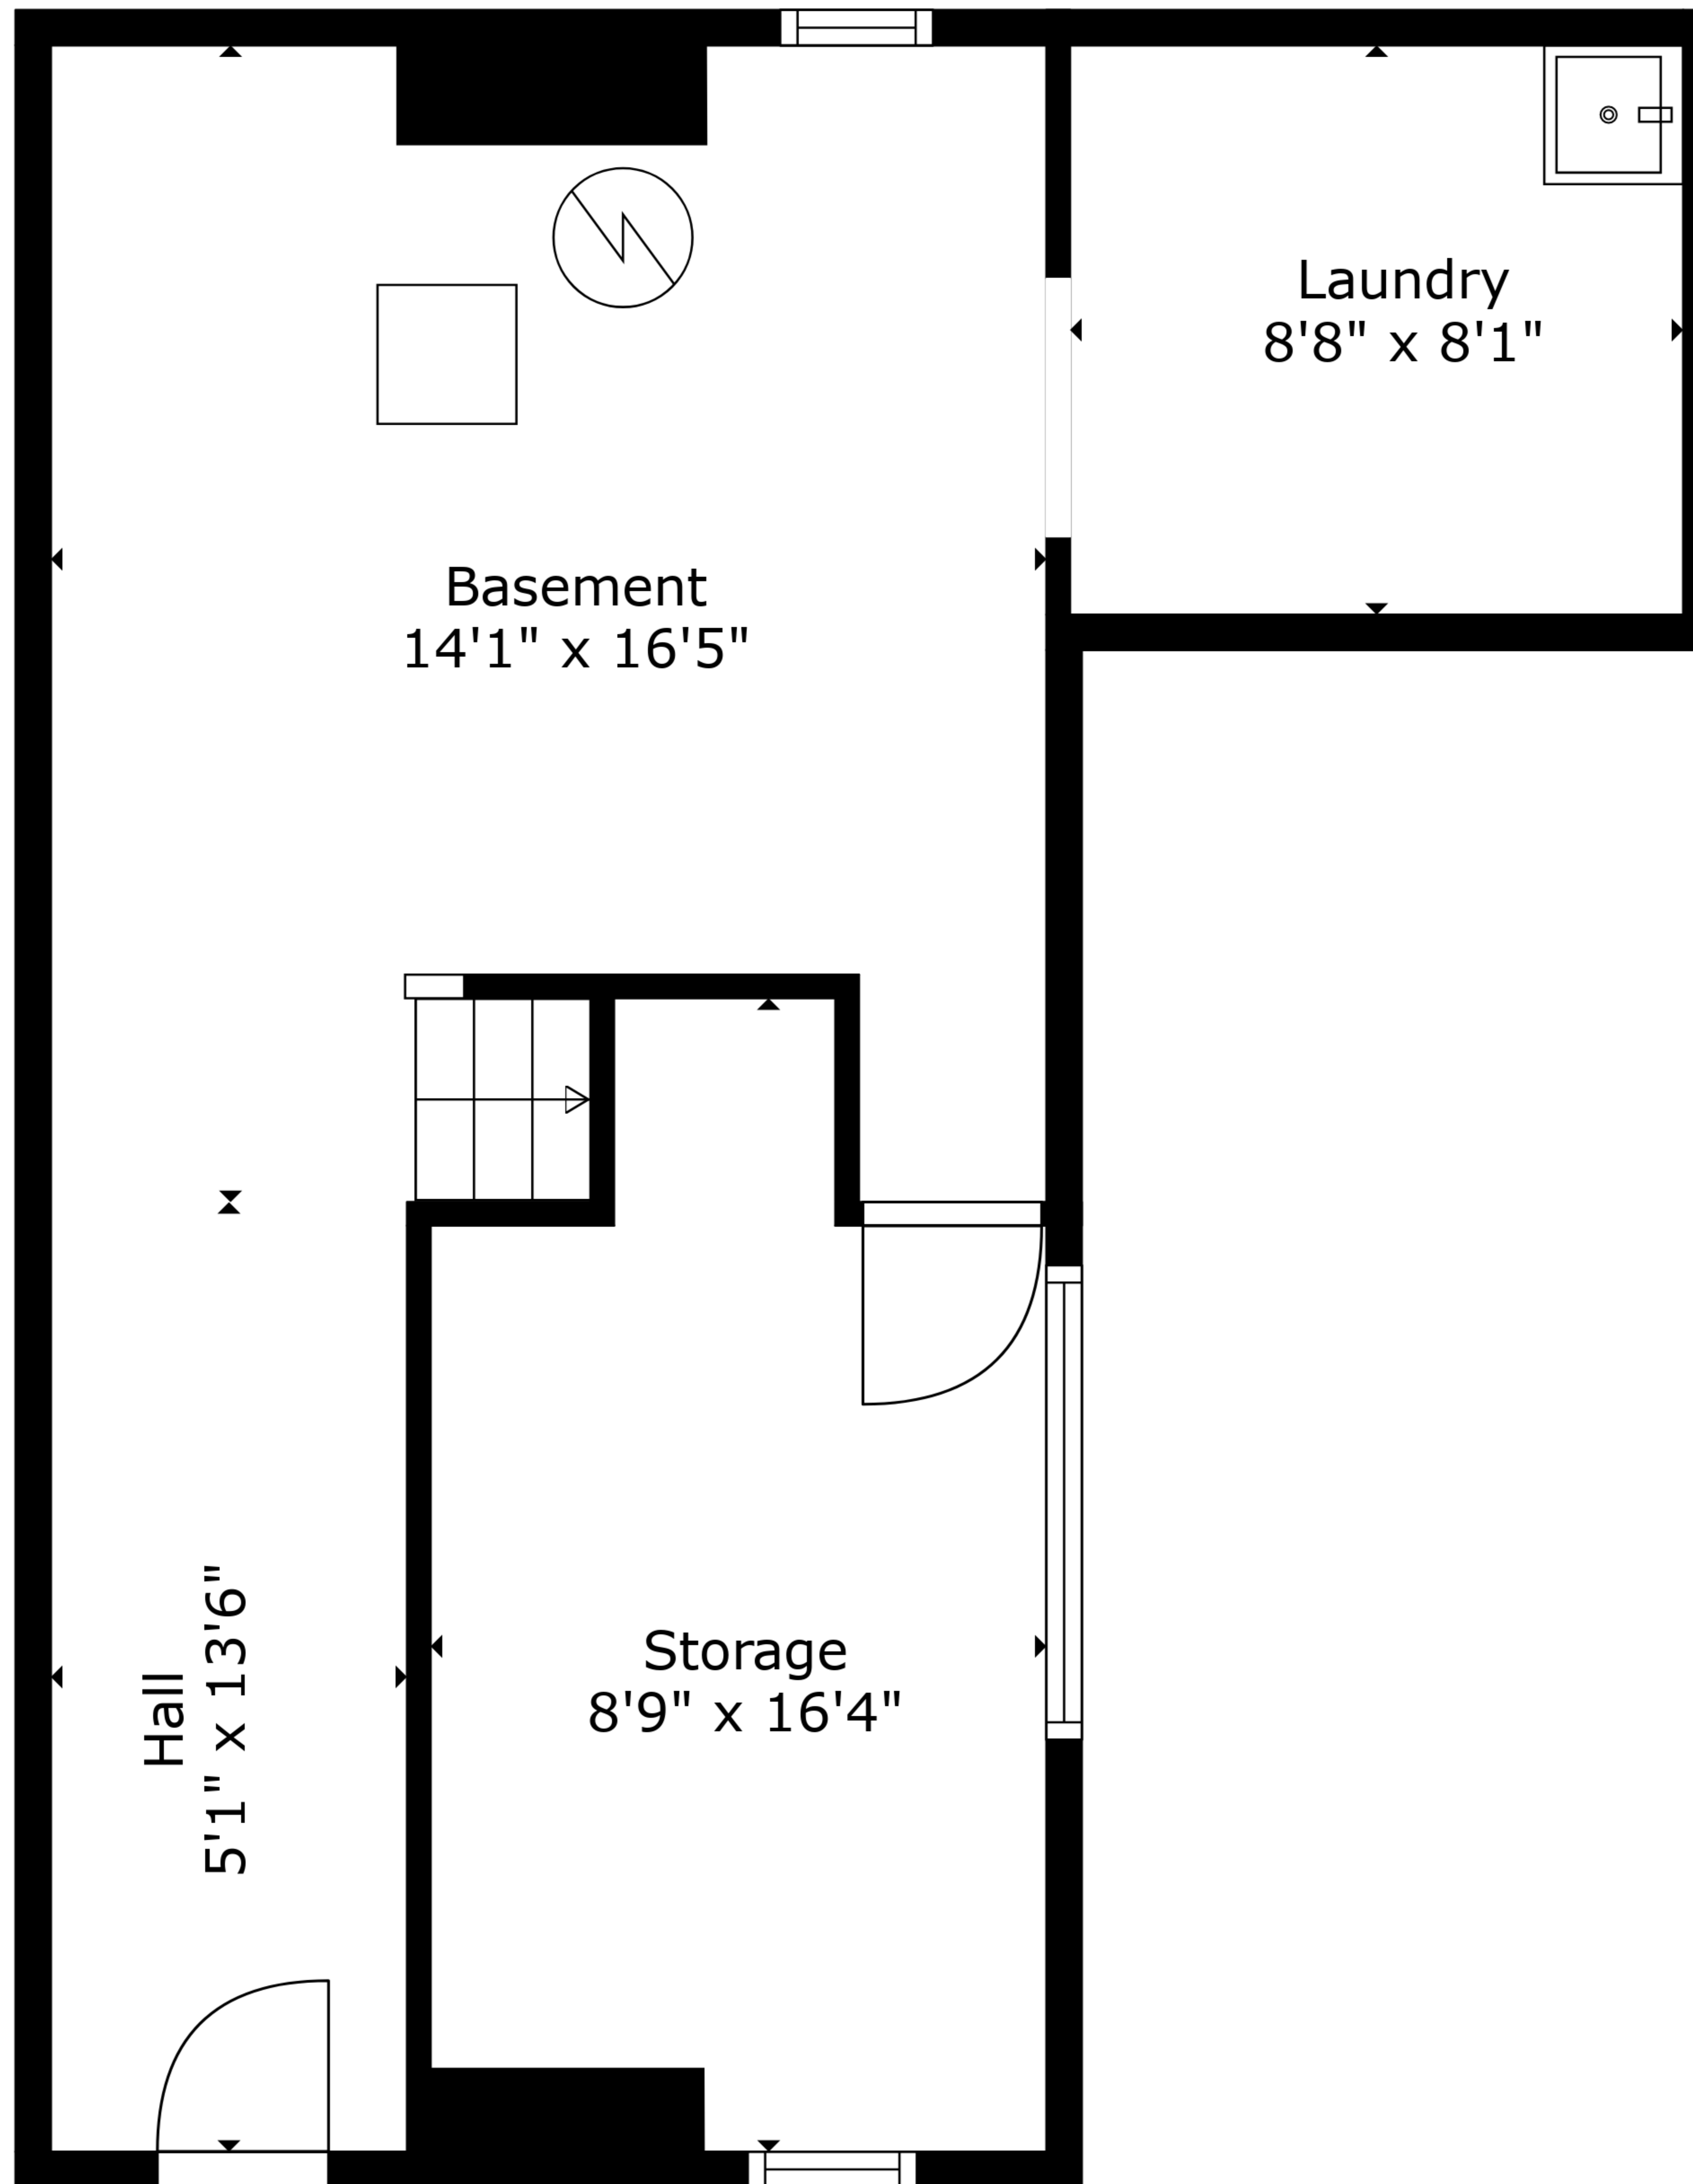 Laundry
8'8" x 8'1"
Basement
14'1" x 16'5"
Hall
5'1" x 13'6"
Storage
8'9" x 16'4"